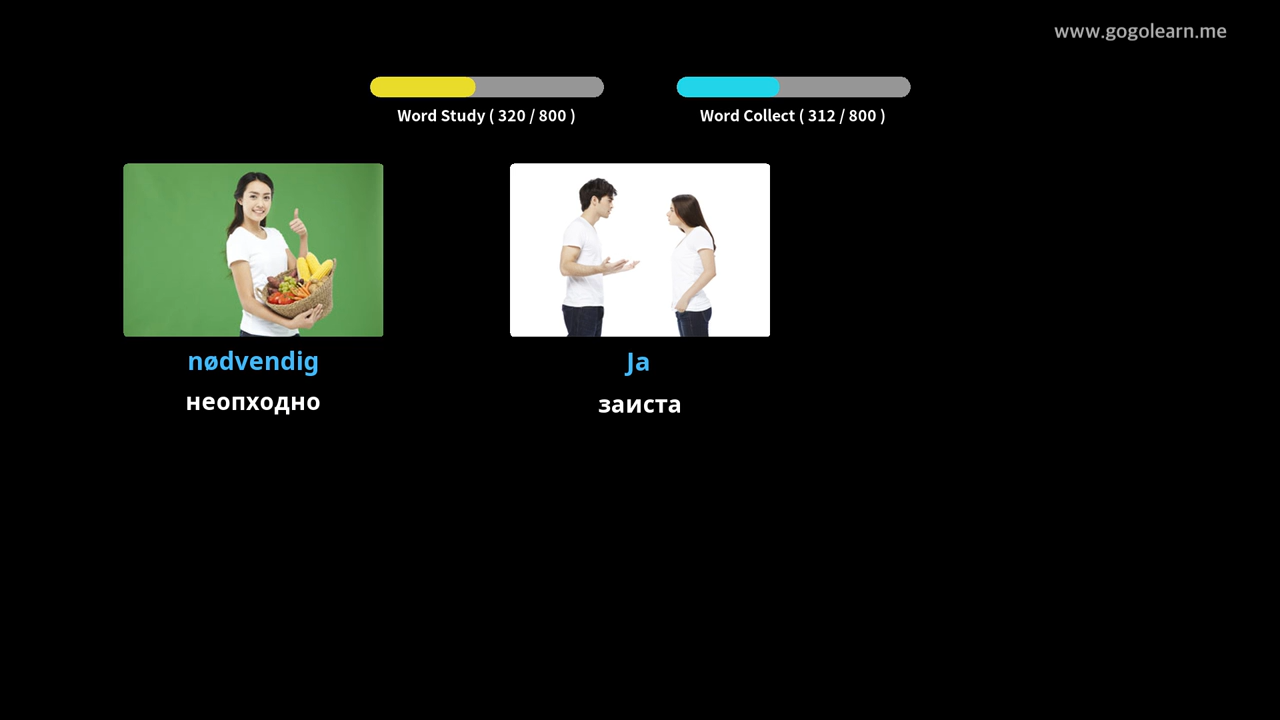 www.gogolearn.me
Word Study ( 320 / 800 )
Word Collect ( 312 / 800 )
nødvendig
Ja
неопходно
заиста